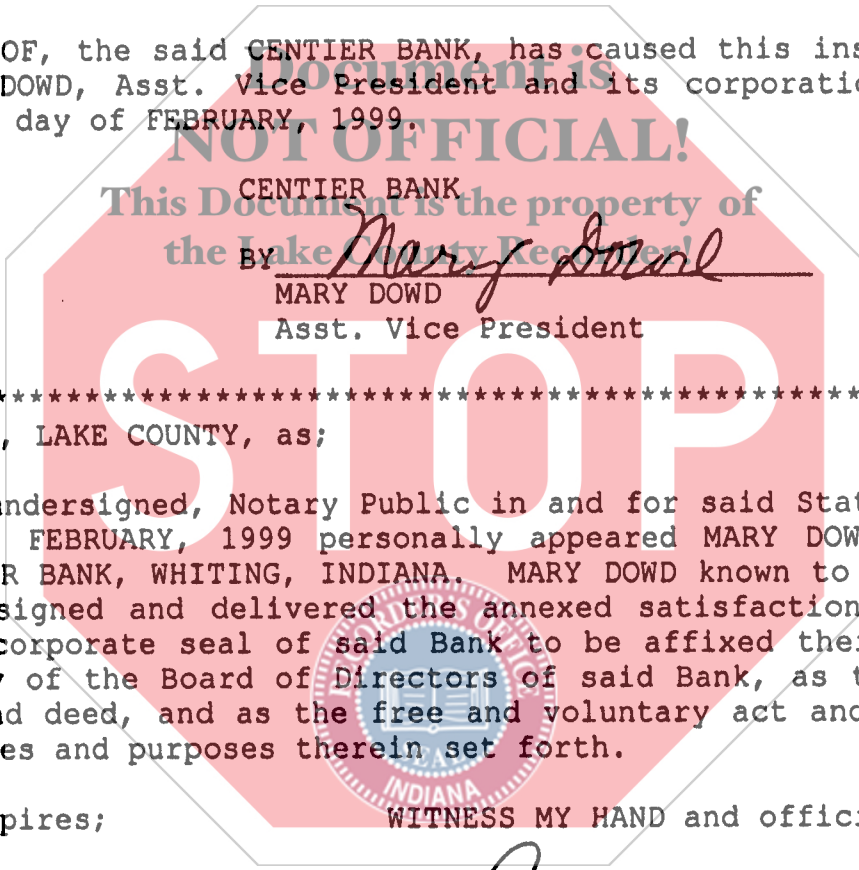 OF, the said CENTIER BANK, has caused this ins
DOWD, Asst. Vice President and its corporatio
day of FEBRUARY, 1999.
Document is
NOT OFFICIAL!
This Document is the property of
the Lake County Recorder!
CENTIER BANK
BY Mary Dowd
MARY DOWD
Asst. Vice President
STOP
***********************************************************
, LAKE COUNTY, as;
ndersigned, Notary Public in and for said Stat
FEBRUARY, 1999 personally appeared MARY DOW
R BANK, WHITING, INDIANA. MARY DOWD known to
signed and delivered the annexed satisfaction
corporate seal of said Bank to be affixed the
y of the Board of Directors of said Bank, as t
nd deed, and as the free and voluntary act and
es and purposes therein set forth.
RECORDER'S OFFICE
SEAL
INDIANA
pires; WITNESS MY HAND and offic